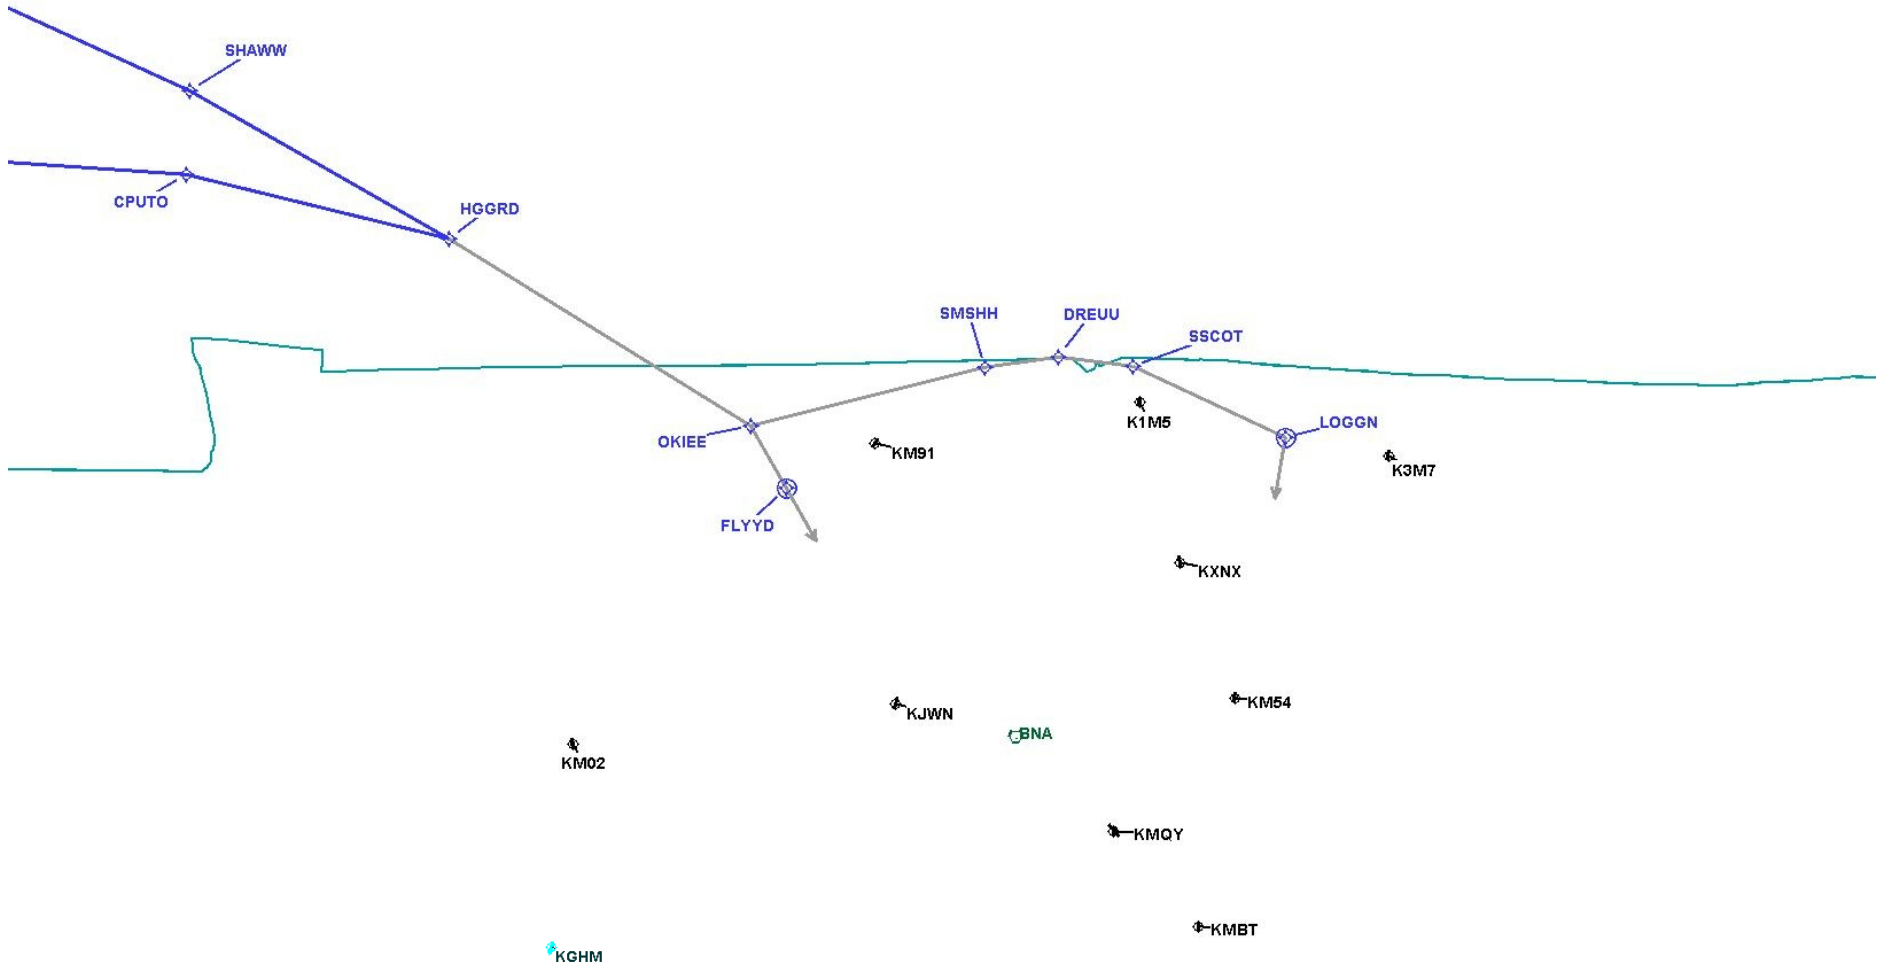 SHAWW
CPUTO
HGGRD
SMSHH
DREUU
SSCOT
OKIEE
KM91
K1M5
LOGGN
K3M7
FLYYD
KXNX
KJWN
KM54
BNA
KM02
KMQY
KMBT
KGHM